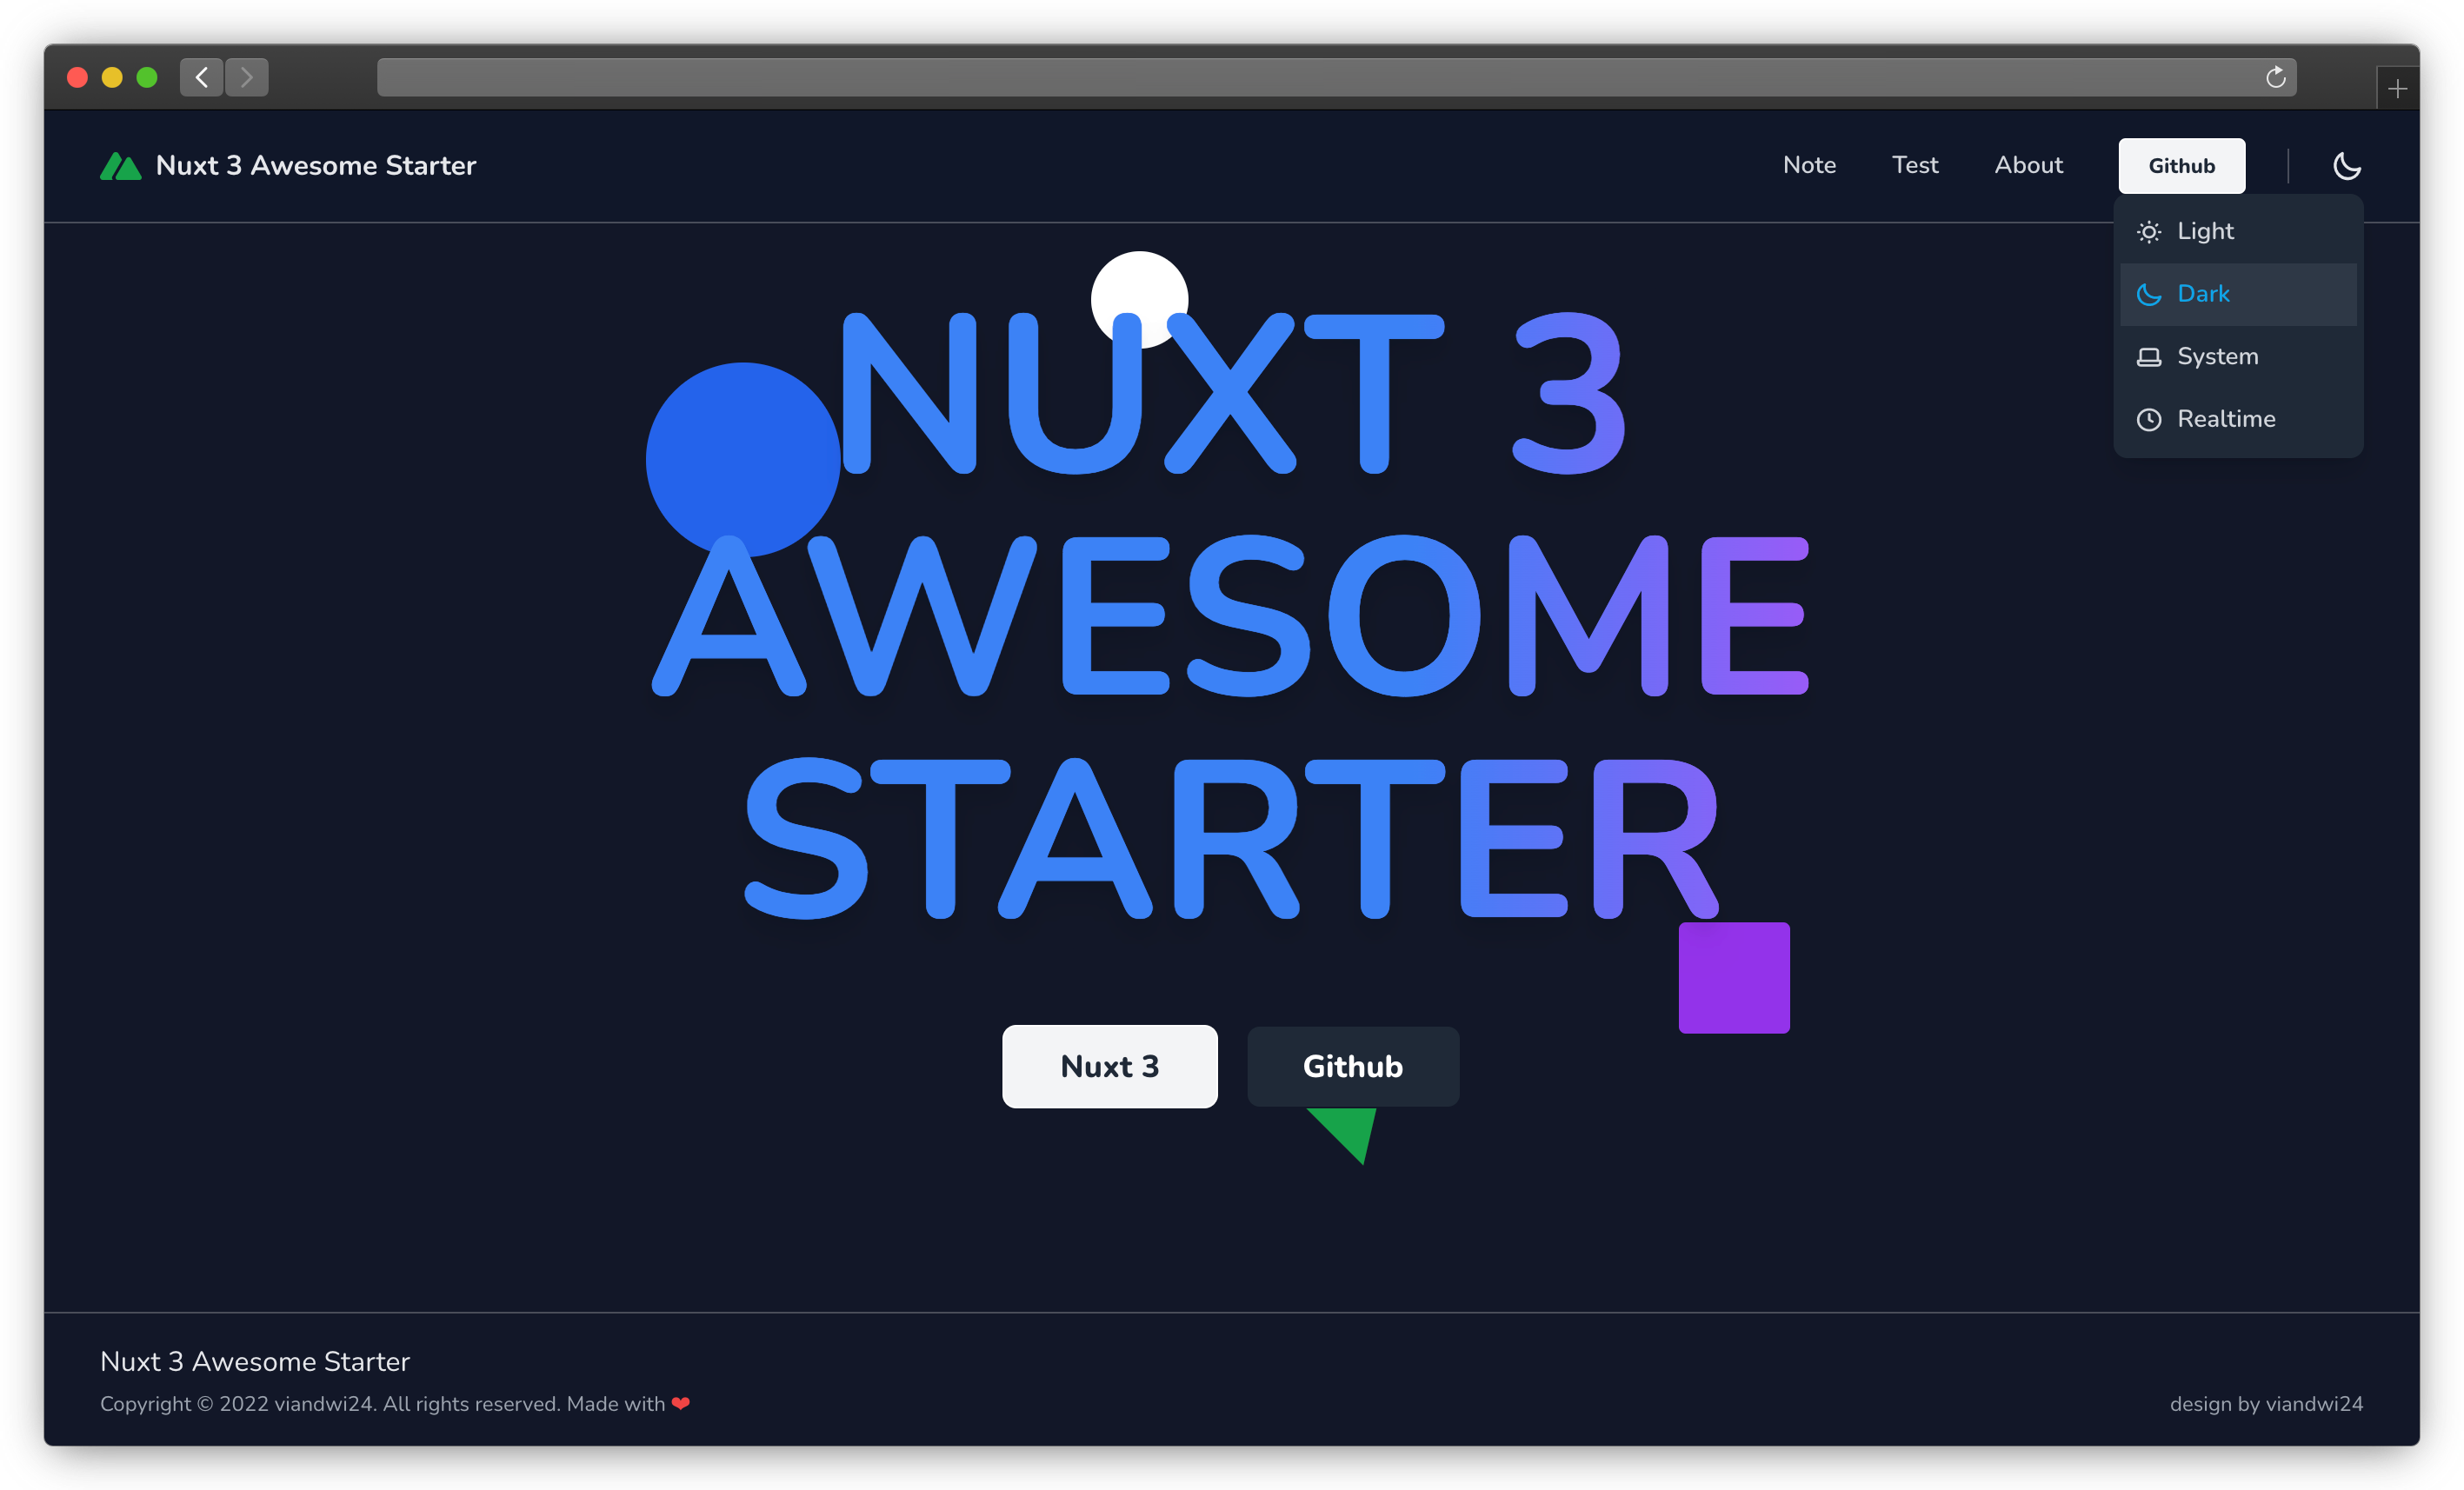 Nuxt 3 Awesome Starter
Note Test About Github
Light
Dark
System
Realtime
NUXT 3
AWESOME
STARTER
Nuxt 3 Github
Nuxt 3 Awesome Starter
Copyright © 2022 viandwi24. All rights reserved. Made with ❤
design by viandwi24